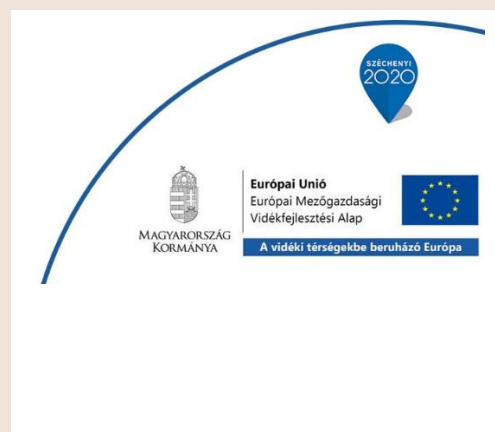 SZÉCHENYI
2020
MAGYARORSZÁG
KORMÁNYA
Európai Unió
Európai Mezőgazdasági
Vidékfejlesztési Alap
A vidéki térségekbe beruházó Európa